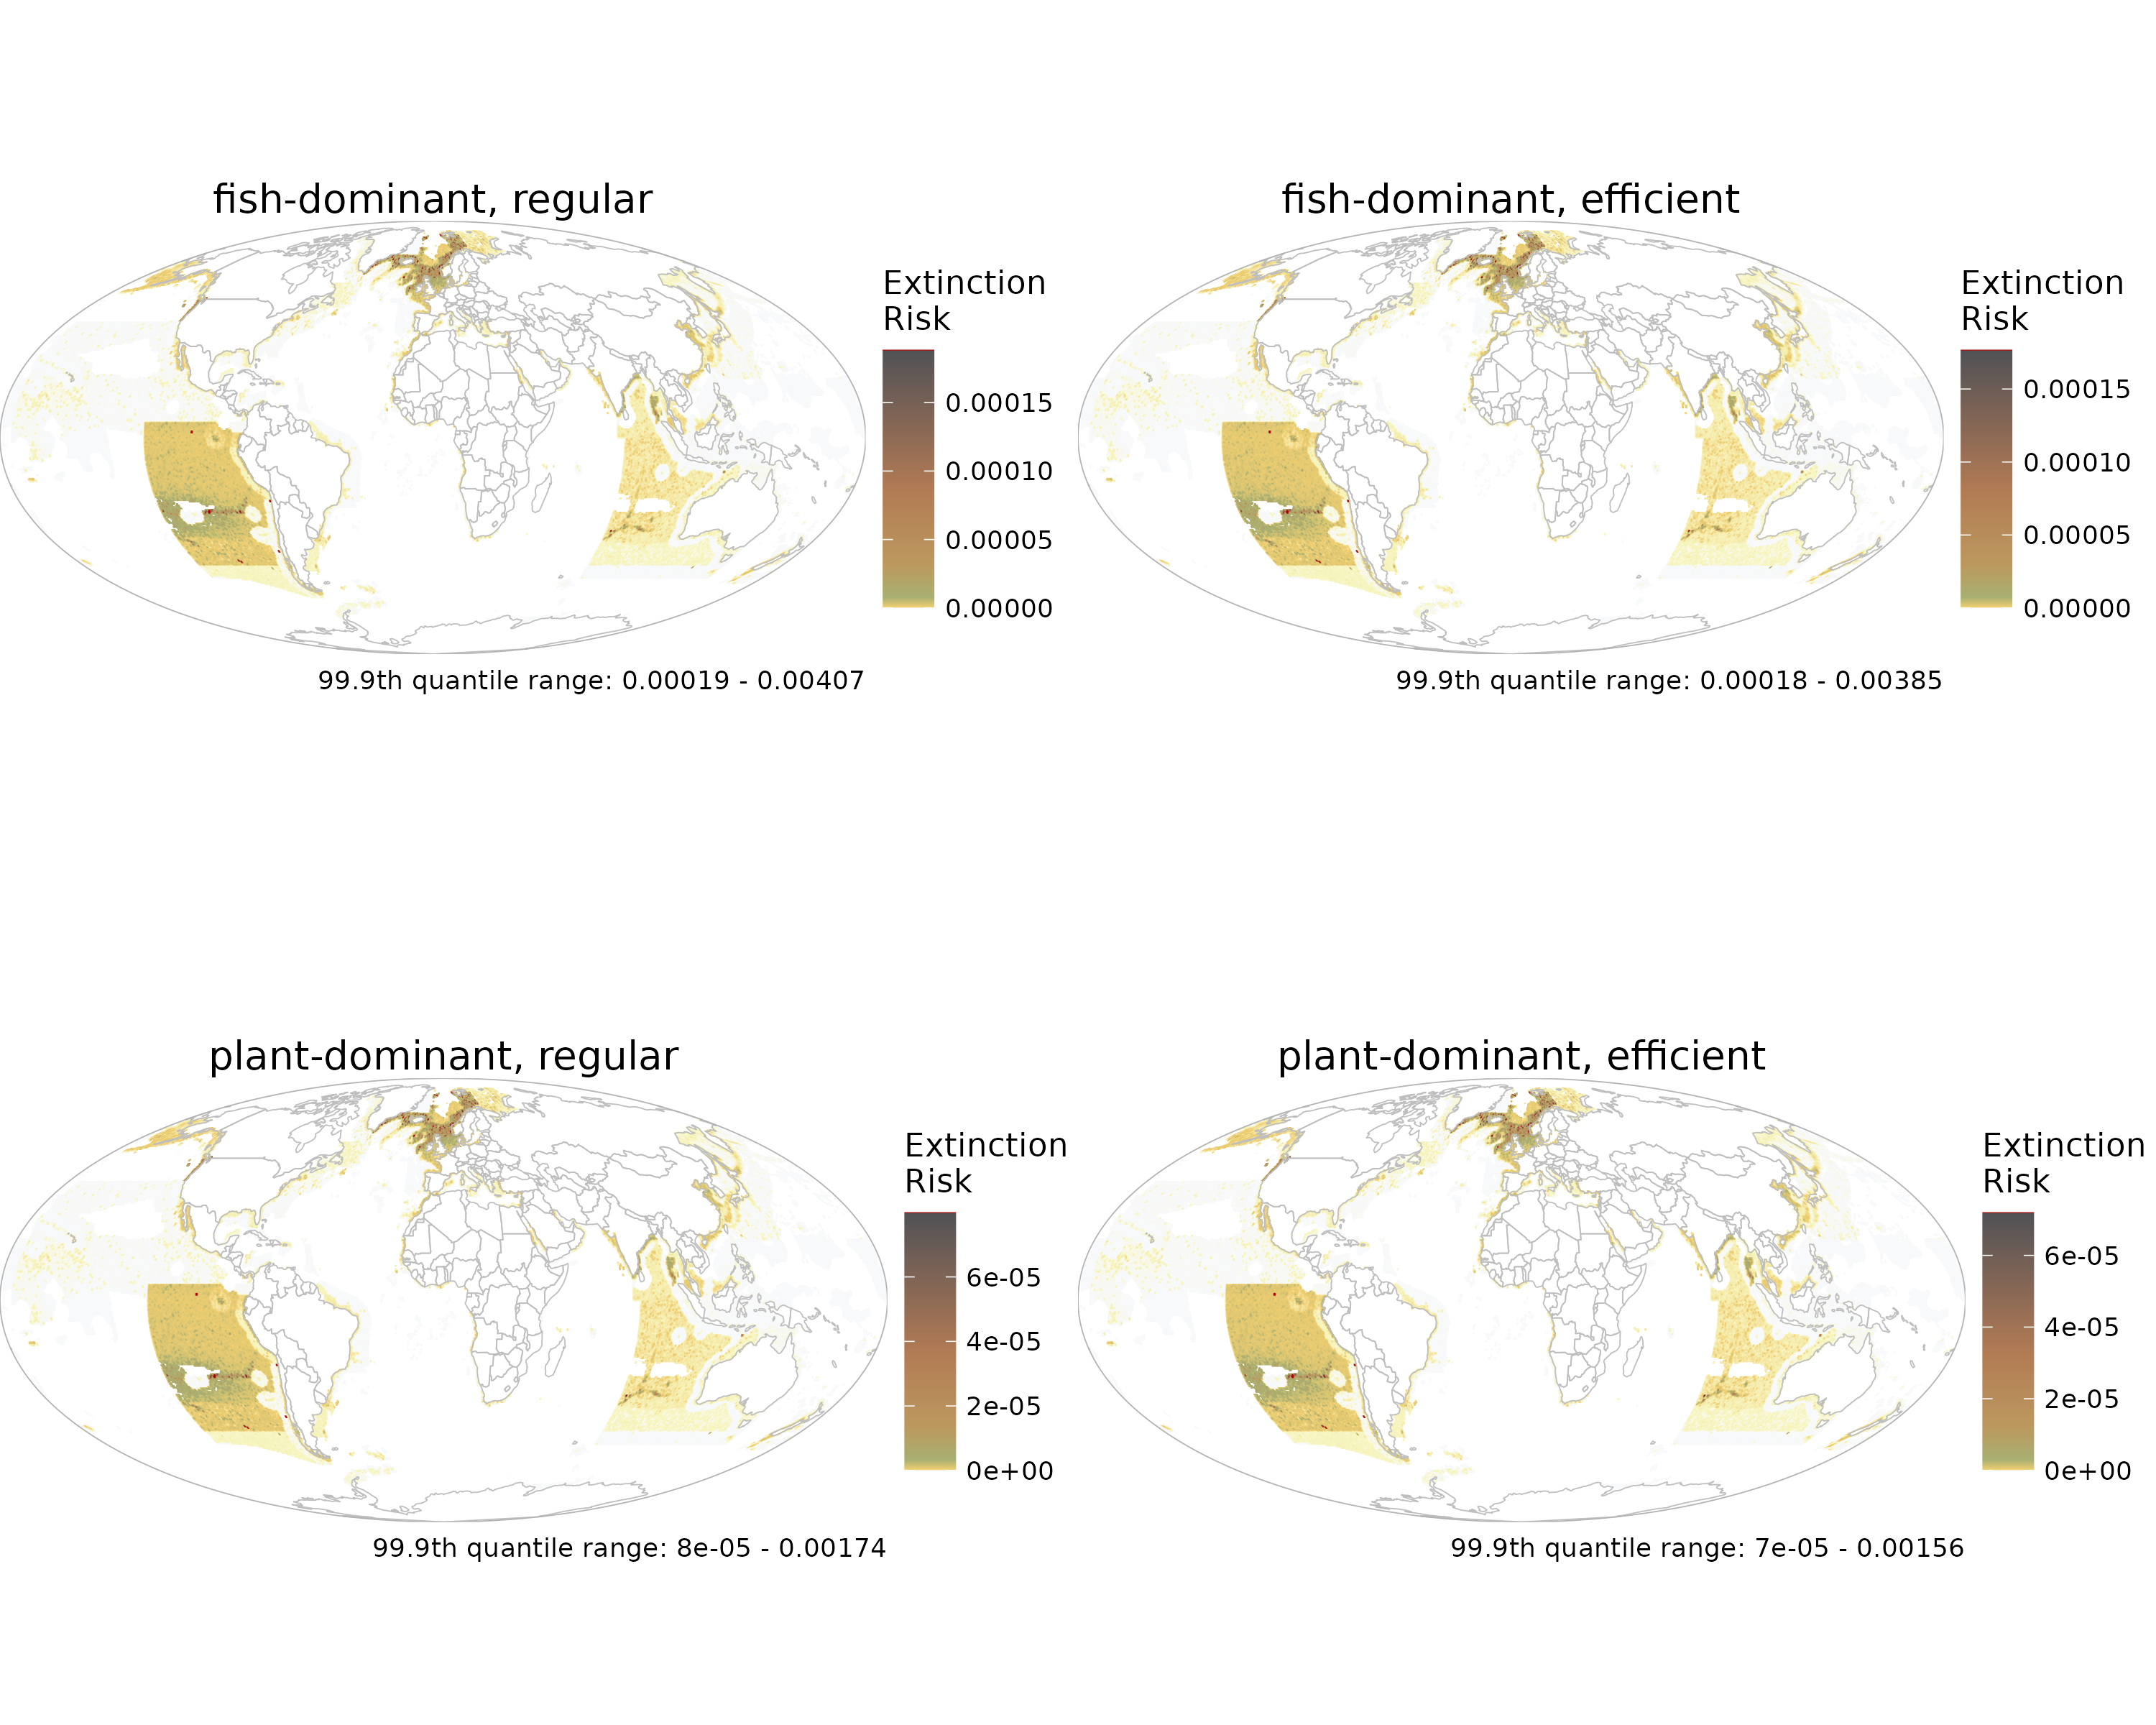 fish-dominant, regular
Extinction
Risk
0.00015
0.00010
0.00005
0.00000
99.9th quantile range: 0.00019 - 0.00407
fish-dominant, efficient
Extinction
Risk
0.00015
0.00010
0.00005
0.00000
99.9th quantile range: 0.00018 - 0.00385
plant-dominant, regular
Extinction
Risk
6e-05
4e-05
2e-05
0e+00
99.9th quantile range: 8e-05 - 0.00174
plant-dominant, efficient
Extinction
Risk
6e-05
4e-05
2e-05
0e+00
99.9th quantile range: 7e-05 - 0.00156